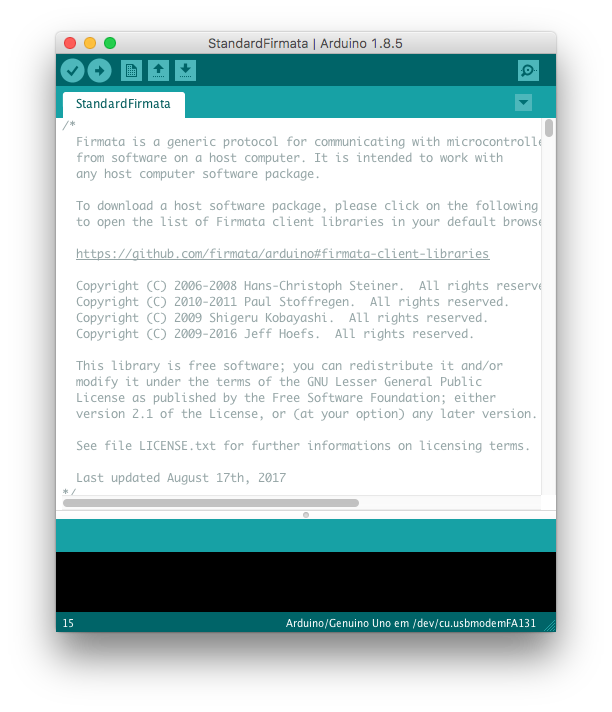 StandardFirmata | Arduino 1.8.5
StandardFirmata
/*
Firmata is a generic protocol for communicating with microcontrolle
from software on a host computer. It is intended to work with
any host computer software package.
To download a host software package, please click on the following
to open the list of Firmata client libraries in your default browse
https://github.com/firmata/arduino#firmata-client-libraries
Copyright (C) 2006-2008 Hans-Christoph Steiner.  All rights reserve
Copyright (C) 2010-2011 Paul Stoffregen.  All rights reserved.
Copyright (C) 2009 Shigeru Kobayashi.  All rights reserved.
Copyright (C) 2009-2016 Jeff Hoefs.  All rights reserved.
This library is free software; you can redistribute it and/or
modify it under the terms of the GNU Lesser General Public
License as published by the Free Software Foundation; either
version 2.1 of the License, or (at your option) any later version.
See file LICENSE.txt for further informations on licensing terms.
Last updated August 17th, 2017
*/
15 Arduino/Genuino Uno em /dev/cu.usbmodemFA131